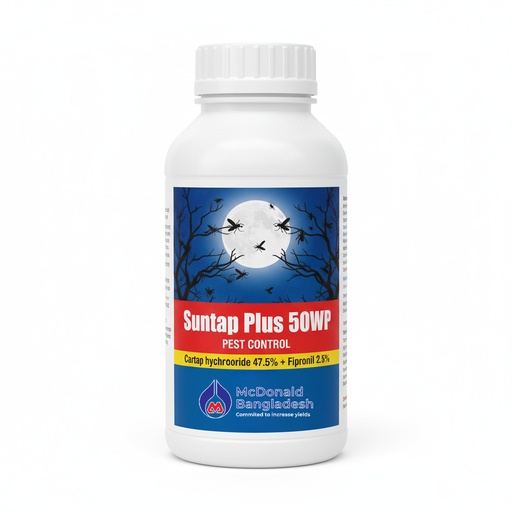 Suntap Plus 50WP
PEST CONTROL
Cartap hychrooride 47.5% + Fipronil 2.5%
McDonald
Bangladesh
Commited to increase yields